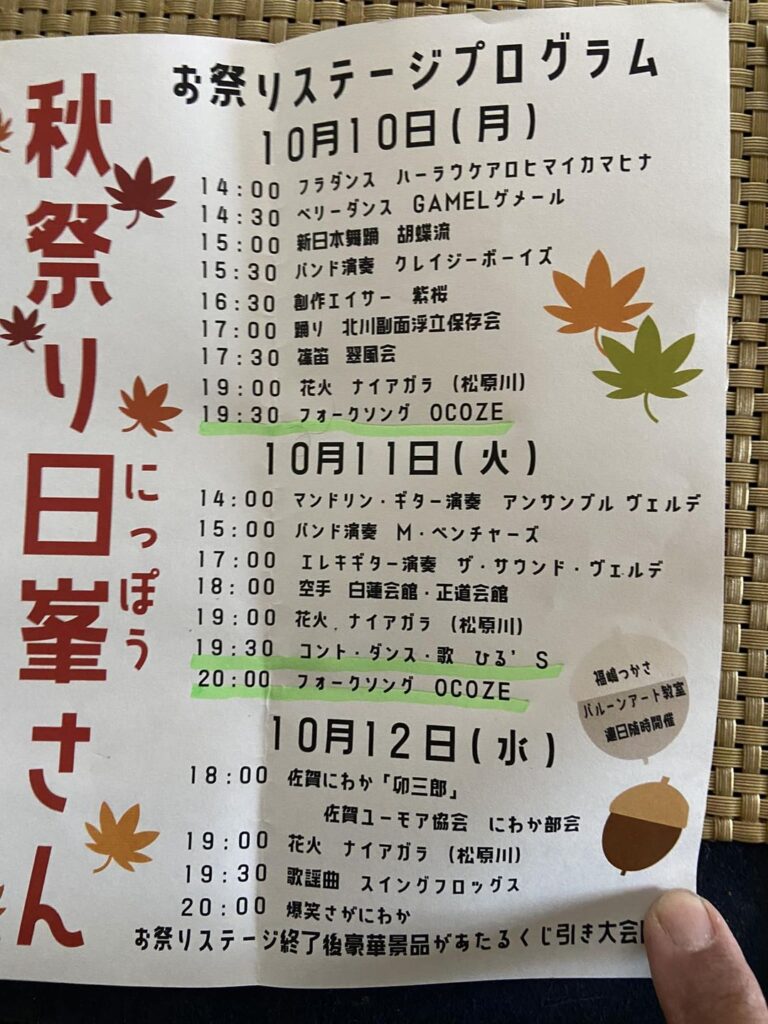 秋祭り日峯さん
にっぽう
お祭りステージプログラム
10月10日(月)
14:00 フラダンス ハーラウケアロヒマイカマヒナ
14:30 ベリーダンス GAMELゲメール
15:00 新日本舞踊 胡蝶流
15:30 バンド演奏 クレイジーボーイズ
16:30 創作エイサー 紫桜
17:00 踊り 北川副面浮立保存会
17:30 篠笛 翠風会
19:00 花火 ナイアガラ (松原川)
19:30 フォークソング OCOZE
10月11日(火)
14:00 マンドリン・ギター演奏 アンサンブル ヴェルデ
15:00 バンド演奏 M・ベンチャーズ
17:00 エレキギター演奏 ザ・サウンド・ヴェルデ
18:00 空手 白蓮会館・正道会館
19:00 花火 ナイアガラ (松原川)
19:30 コント・ダンス・歌 ひる’S
20:00 フォークソング OCOZE
福嶋つかさ
バルーンアート教室
連日随時開催
10月12日(水)
18:00 佐賀にわか「卯三郎」
佐賀ユーモア協会 にわか部会
19:00 花火 ナイアガラ (松原川)
19:30 歌謡曲 スイングフロッグス
20:00 爆笑さがにわか
お祭りステージ終了後豪華景品があたるくじ引き大会